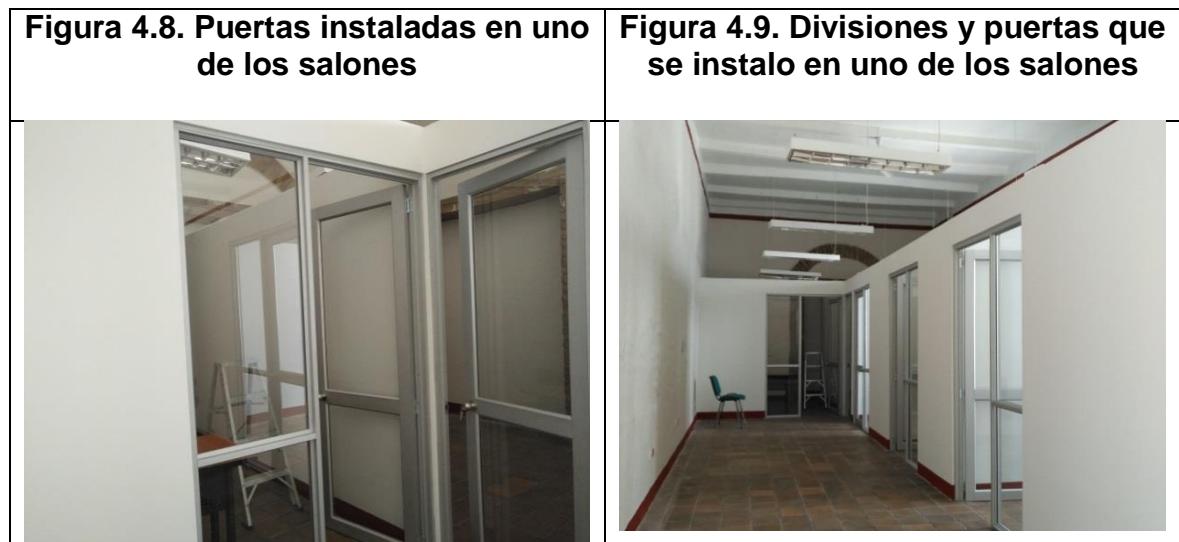 Figura 4.8. Puertas instaladas en uno
de los salones
Figura 4.9. Divisiones y puertas que
se instalo en uno de los salones